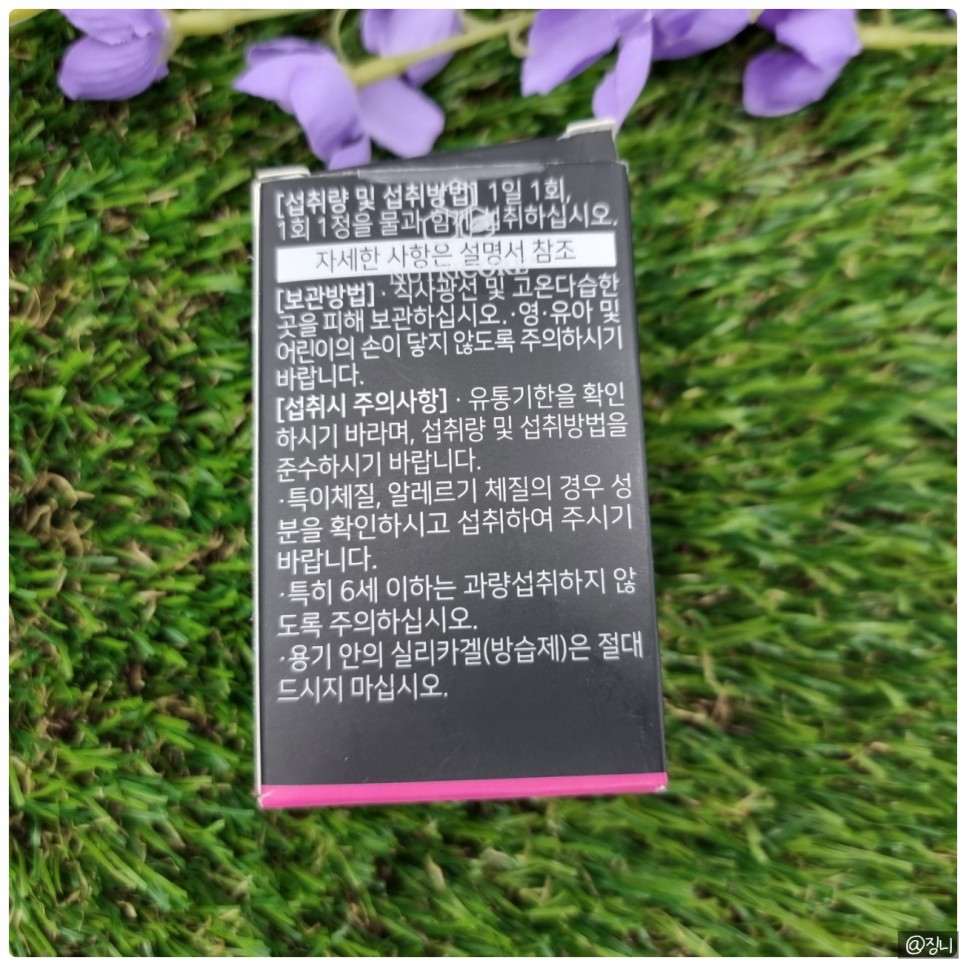 [섭취량 및 섭취방법] 1일 1회,
1회 1정을 물과 함께 섭취하십시오.
자세한 사항은 설명서 참조
NUTRICORE
[보관방법] · 직사광선 및 고온다습한
곳을 피해 보관하십시오. ·영·유아 및
어린이의 손이 닿지 않도록 주의하시기
바랍니다.
[섭취시 주의사항] · 유통기한을 확인
하시기 바라며, 섭취량 및 섭취방법을
준수하시기 바랍니다.
·특이체질, 알레르기 체질의 경우 성
분을 확인하시고 섭취하여 주시기
바랍니다.
·특히 6세 이하는 과량섭취하지 않
도록 주의하십시오.
·용기 안의 실리카겔(방습제)은 절대
드시지 마십시오.
@징니